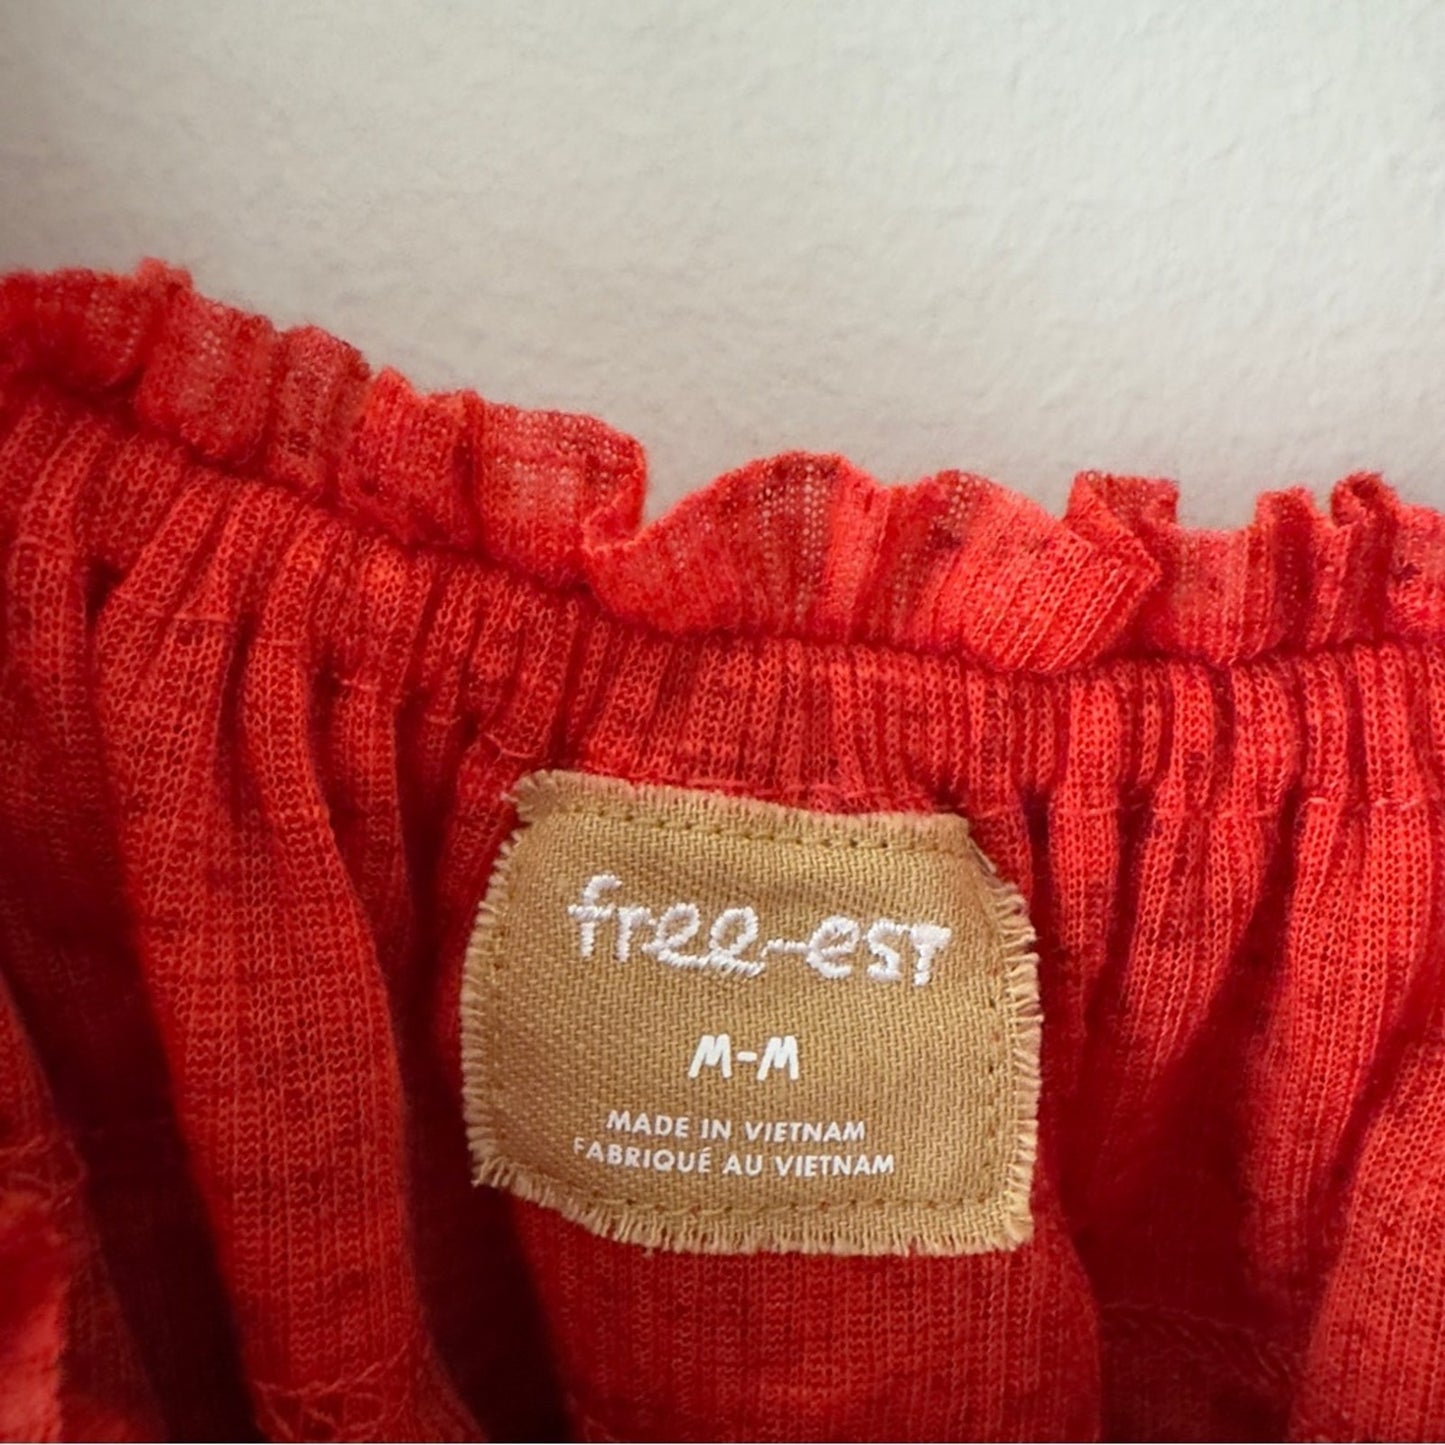 free-est
M-M
MADE IN VIETNAM
FABRIQUÉ AU VIETNAM